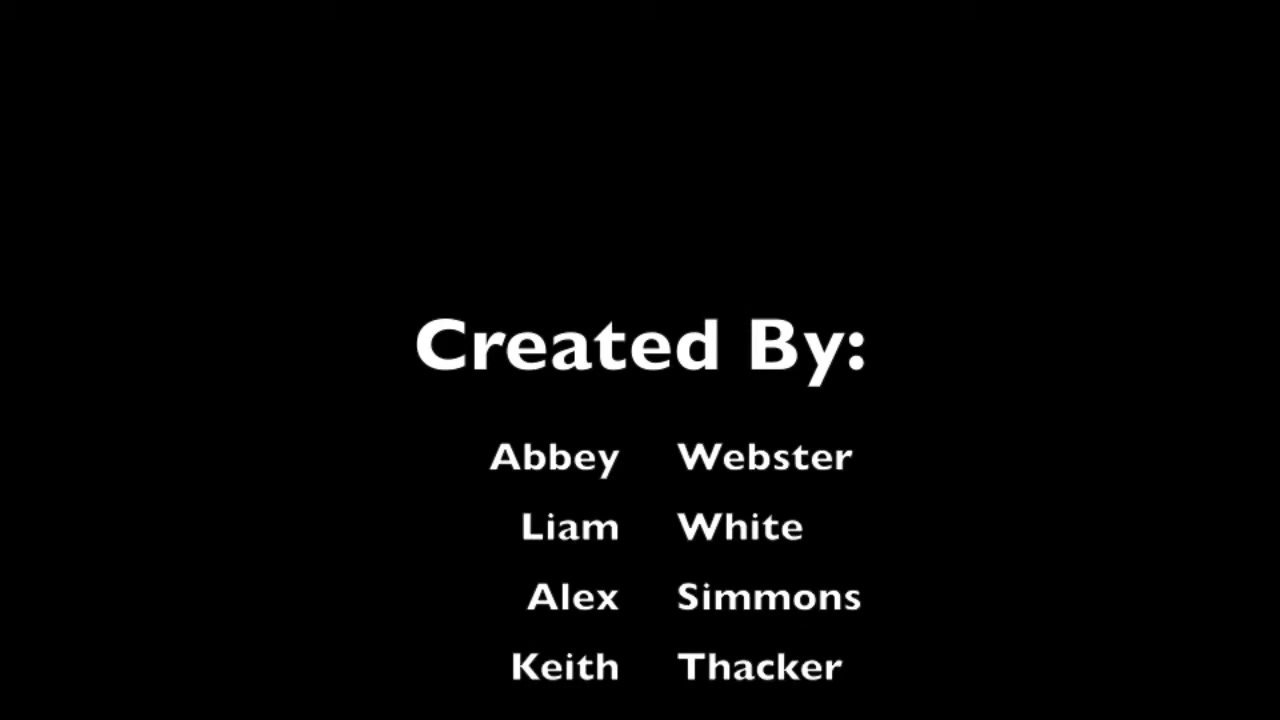 Created By:
Abbey Webster
Liam White
Alex Simmons
Keith Thacker